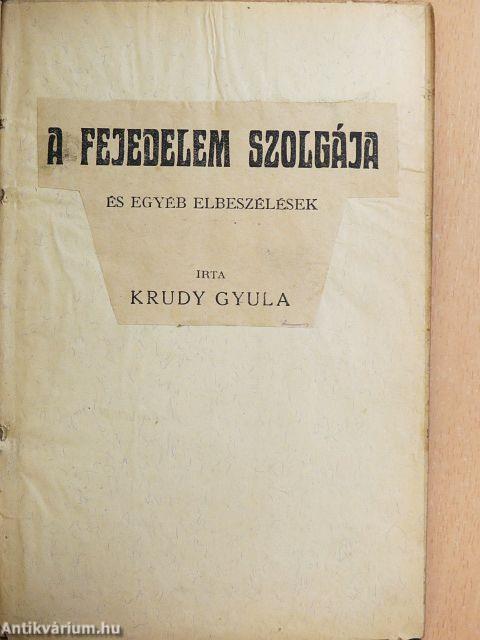 A FEJEDELEM SZOLGÁJA
ÉS EGYÉB ELBESZÉLÉSEK
IRTA
KRUDY GYULA
Antikvárium.hu